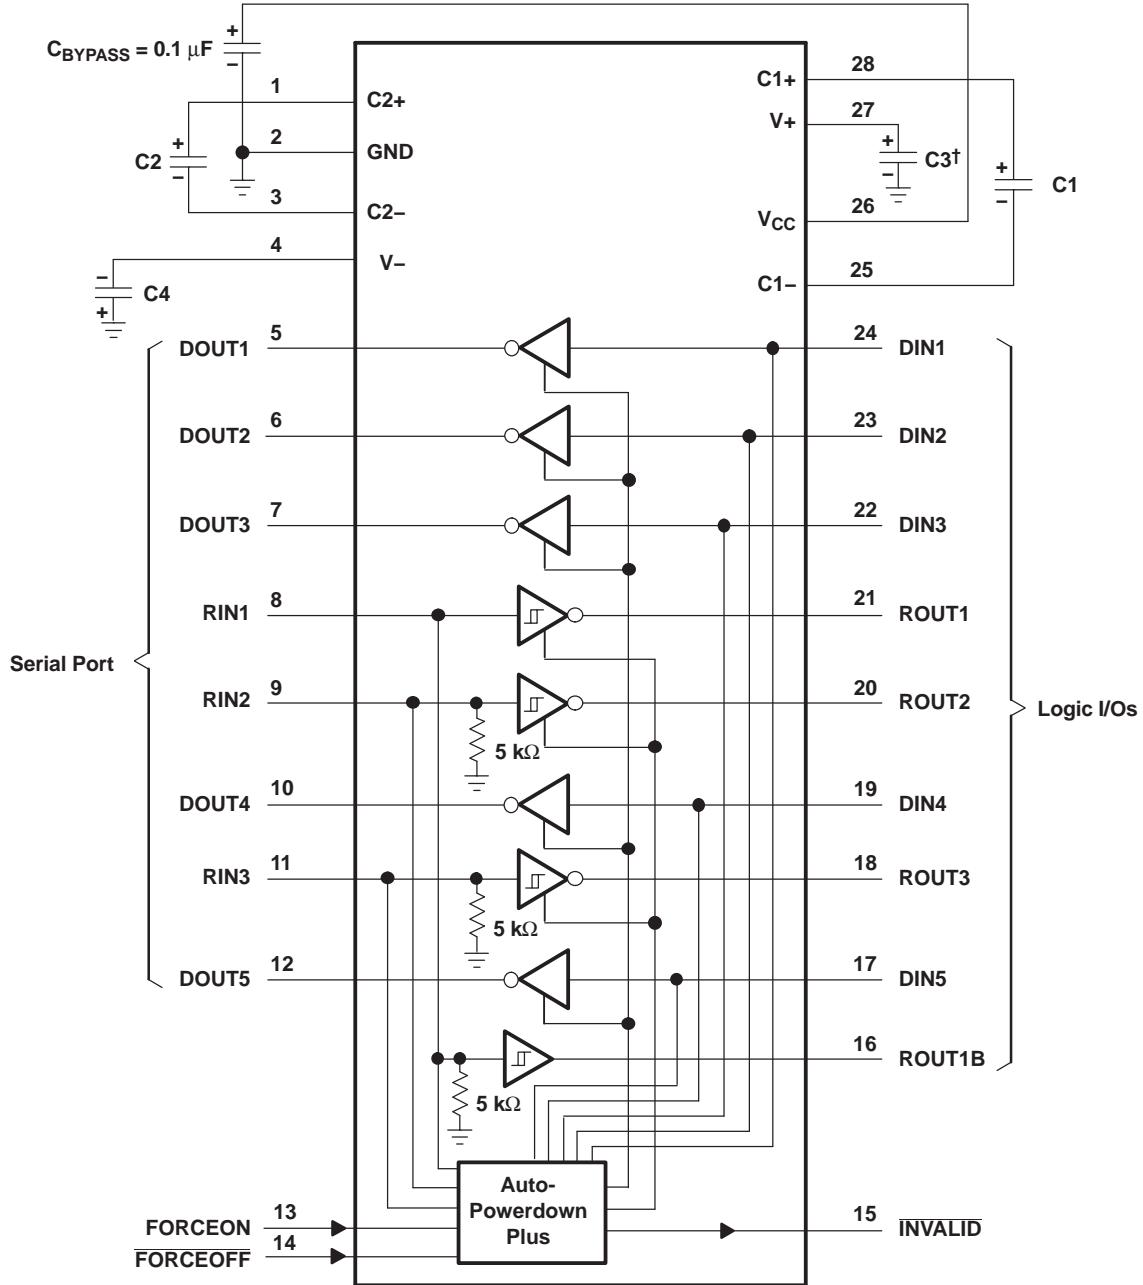 C_BYPASS = 0.1 μF
+
–
1
C2+
C1+
28
V+
27
2
GND
C2
+
–
+
–
C3†
+
–
C1
3
C2–
VCC
26
4
V–
C1–
25
–
+
C4
DOUT1
5
24
DIN1
DOUT2
6
23
DIN2
DOUT3
7
22
DIN3
RIN1
8
21
ROUT1
Serial Port
RIN2
9
20
ROUT2
Logic I/Os
5 kΩ
DOUT4
10
19
DIN4
RIN3
11
18
ROUT3
5 kΩ
DOUT5
12
17
DIN5
16
ROUT1B
5 kΩ
Auto-
Powerdown
Plus
FORCEON
13
15
INVALID
FORCEOFF
14